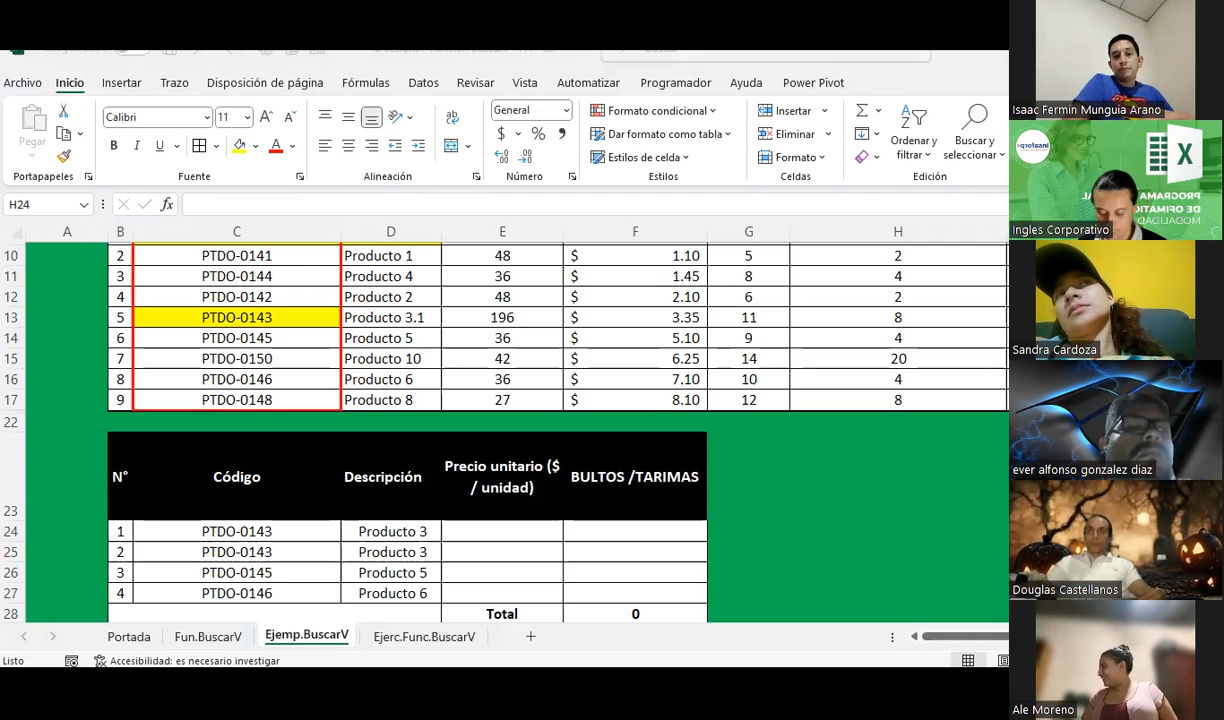 Archivo Inicio Insertar Trazo Disposición de página Fórmulas Datos Revisar Vista Automatizar Programador Ayuda Power Pivot
Pegar
Calibri 11
General
$ %
Formato condicional
Dar formato como tabla
Estilos de celda
Insertar
Eliminar
Formato
Ordenar y filtrar
Buscar y seleccionar
Portapapeles Fuente Alineación Número Estilos Celdas Edición
H24 fx
A B C D E F G H
10 2 PTDO-0141 Producto 1 48 $ 1.10 5 2
11 3 PTDO-0144 Producto 4 36 $ 1.45 8 4
12 4 PTDO-0142 Producto 2 48 $ 2.10 6 2
13 5 PTDO-0143 Producto 3.1 196 $ 3.35 11 8
14 6 PTDO-0145 Producto 5 36 $ 5.10 9 4
15 7 PTDO-0150 Producto 10 42 $ 6.25 14 20
16 8 PTDO-0146 Producto 6 36 $ 7.10 10 4
17 9 PTDO-0148 Producto 8 27 $ 8.10 12 8
22
23 N° Código Descripción Precio unitario ($ / unidad) BULTOS /TARIMAS
24 1 PTDO-0143 Producto 3
25 2 PTDO-0143 Producto 3
26 3 PTDO-0145 Producto 5
27 4 PTDO-0146 Producto 6
28 Total 0
Portada Fun.BuscarV Ejemp.BuscarV Ejerc.Func.BuscarV
Listo Accesibilidad: es necesario investigar
Isaac Fermin Munguia Arano
insaforp
PROGRAMA
DE OFIMATIC
MODALIDAD
Ingles Corporativo
Sandra Cardoza
ever alfonso gonzalez diaz
Douglas Castellanos
Ale Moreno